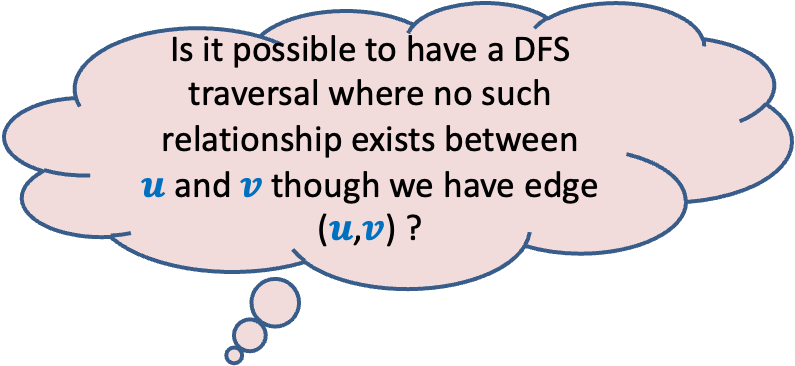 Is it possible to have a DFS
traversal where no such
relationship exists between
u and v though we have edge
(u,v) ?